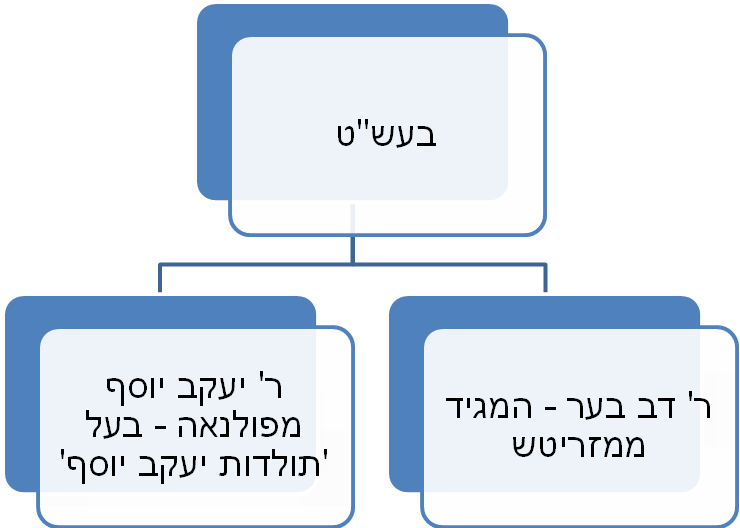 בעש"ט
ר' דב בער - המגיד
ממזריטש
ר' יעקב יוסף
מפולנאה - בעל
'תולדות יעקב יוסף'